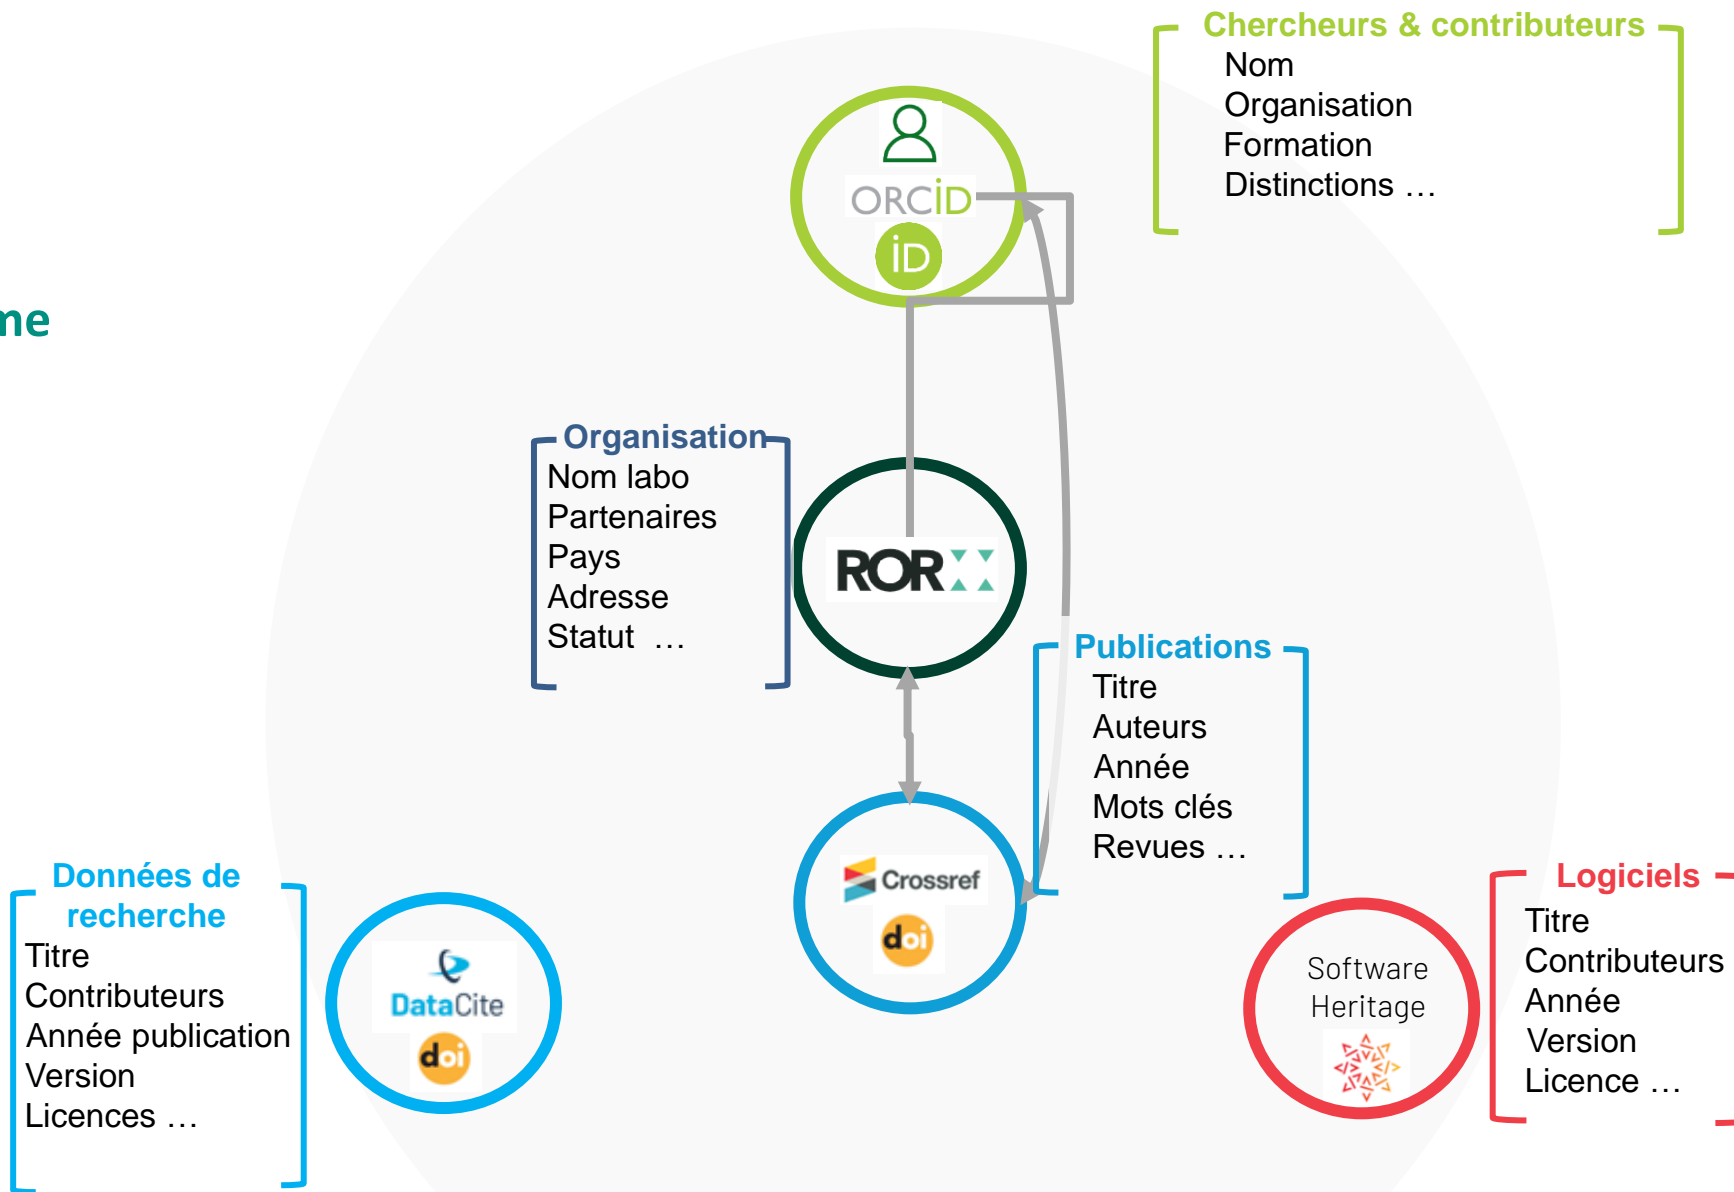 Chercheurs & contributeurs
Nom
Organisation
Formation
Distinctions …
ORCID
iD
me
Organisation
Nom labo
Partenaires
Pays
Adresse
Statut …
ROR
Publications
Titre
Auteurs
Année
Mots clés
Revues …
Crossref
doi
Données de
recherche
Titre
Contributeurs
Année publication
Version
Licences …
DataCite
doi
Software
Heritage
Logiciels
Titre
Contributeurs
Année
Version
Licence …